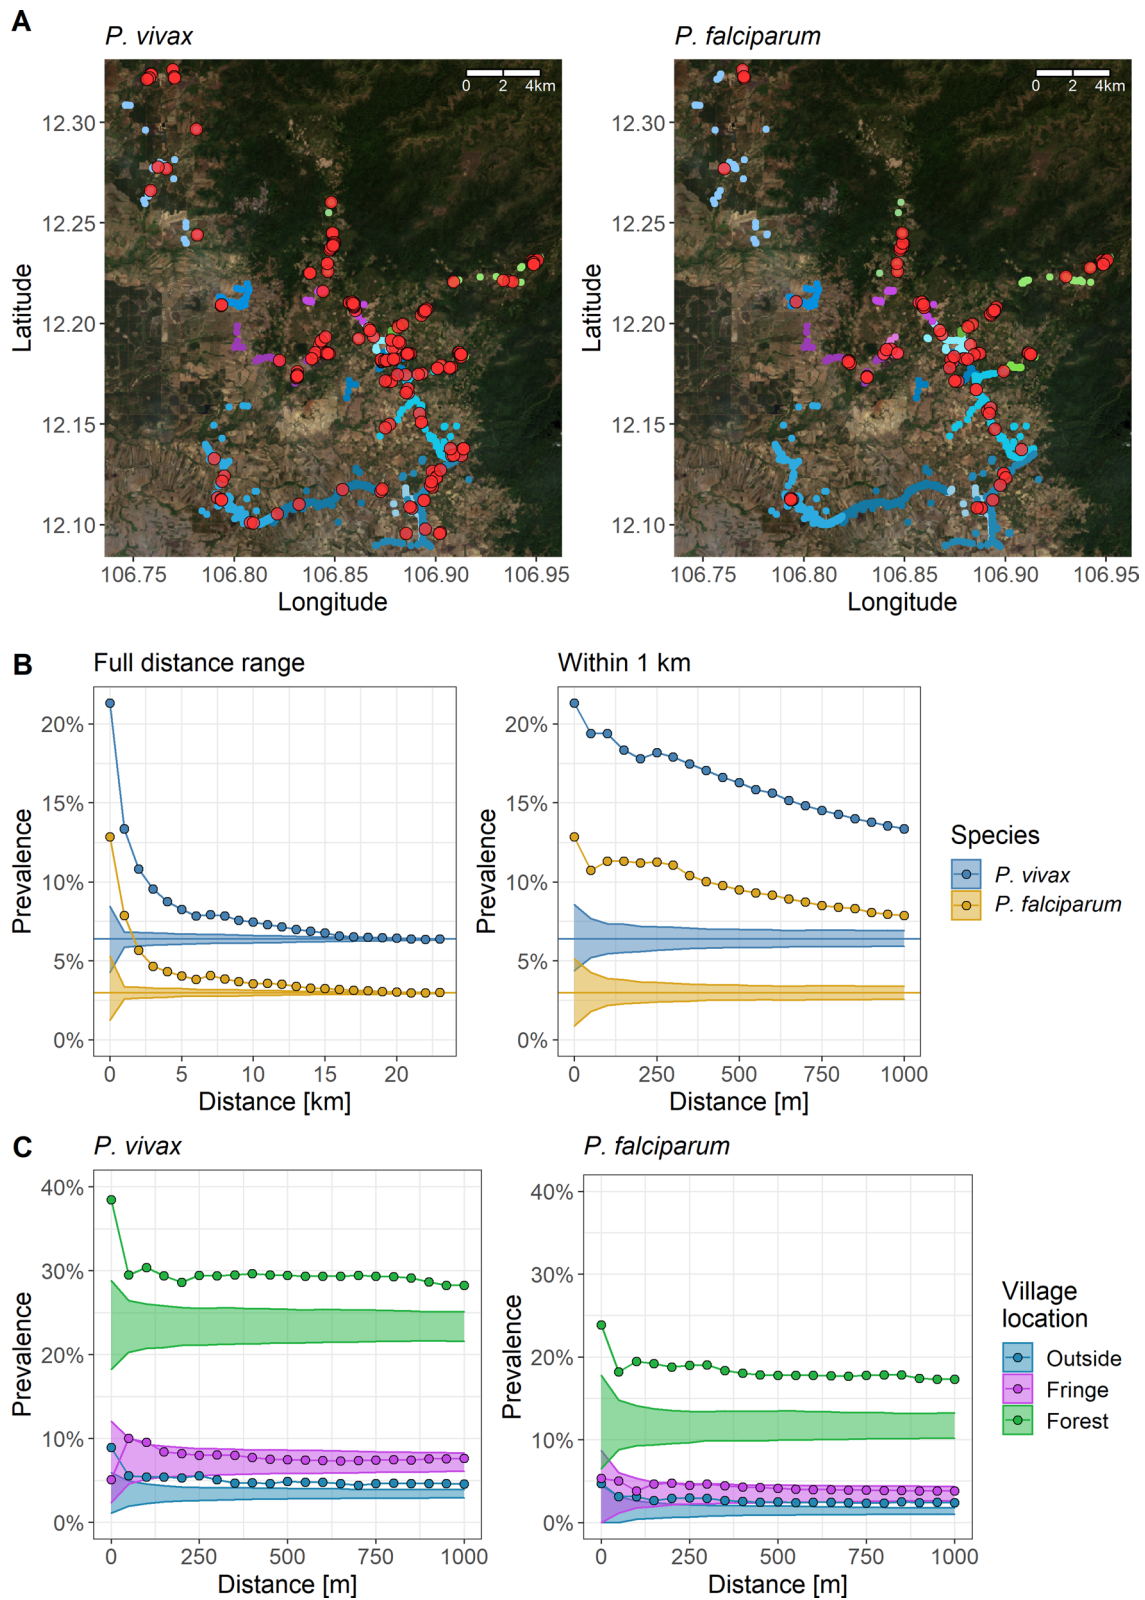 A
P. vivax
P. falciparum
0 2 4km
0 2 4km
12.30
12.25
12.20
12.15
12.10
Latitude
106.75 106.80 106.85 106.90 106.95
Longitude
12.30
12.25
12.20
12.15
12.10
Latitude
106.75 106.80 106.85 106.90 106.95
Longitude
B
Full distance range
Within 1 km
20%
15%
10%
5%
0%
Prevalence
0 5 10 15 20
Distance [km]
20%
15%
10%
5%
0%
Prevalence
0 250 500 750 1000
Distance [m]
Species
P. vivax
P. falciparum
C
P. vivax
P. falciparum
40%
30%
20%
10%
0%
Prevalence
0 250 500 750 1000
Distance [m]
40%
30%
20%
10%
0%
Prevalence
0 250 500 750 1000
Distance [m]
Village
location
Outside
Fringe
Forest